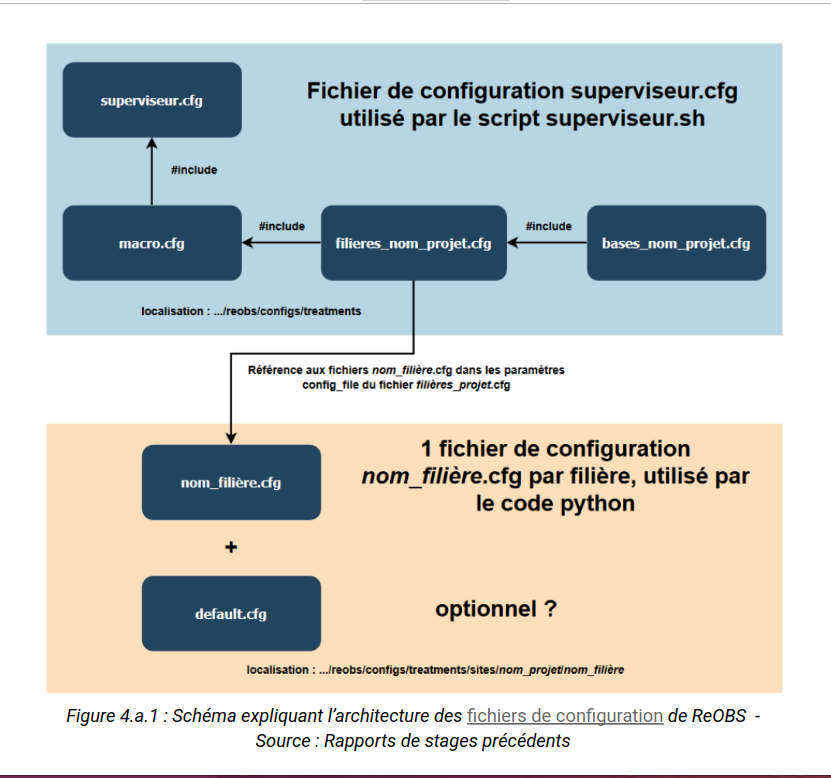 superviseur.cfg
Fichier de configuration superviseur.cfg
utilisé par le script superviseur.sh
#include
macro.cfg
#include
filieres_nom_projet.cfg
#include
bases_nom_projet.cfg
localisation : .../reobs/configs/treatments
Référence aux fichiers nom_filière.cfg dans les paramètres
config_file du fichier filières_projet.cfg
nom_filière.cfg
1 fichier de configuration
nom_filière.cfg par filière, utilisé par
le code python
+
default.cfg
optionnel ?
localisation : .../reobs/configs/treatments/sites/nom_projet/nom_filière
Figure 4.a.1 : Schéma expliquant l’architecture des fichiers de configuration de ReOBS -
Source : Rapports de stages précédents